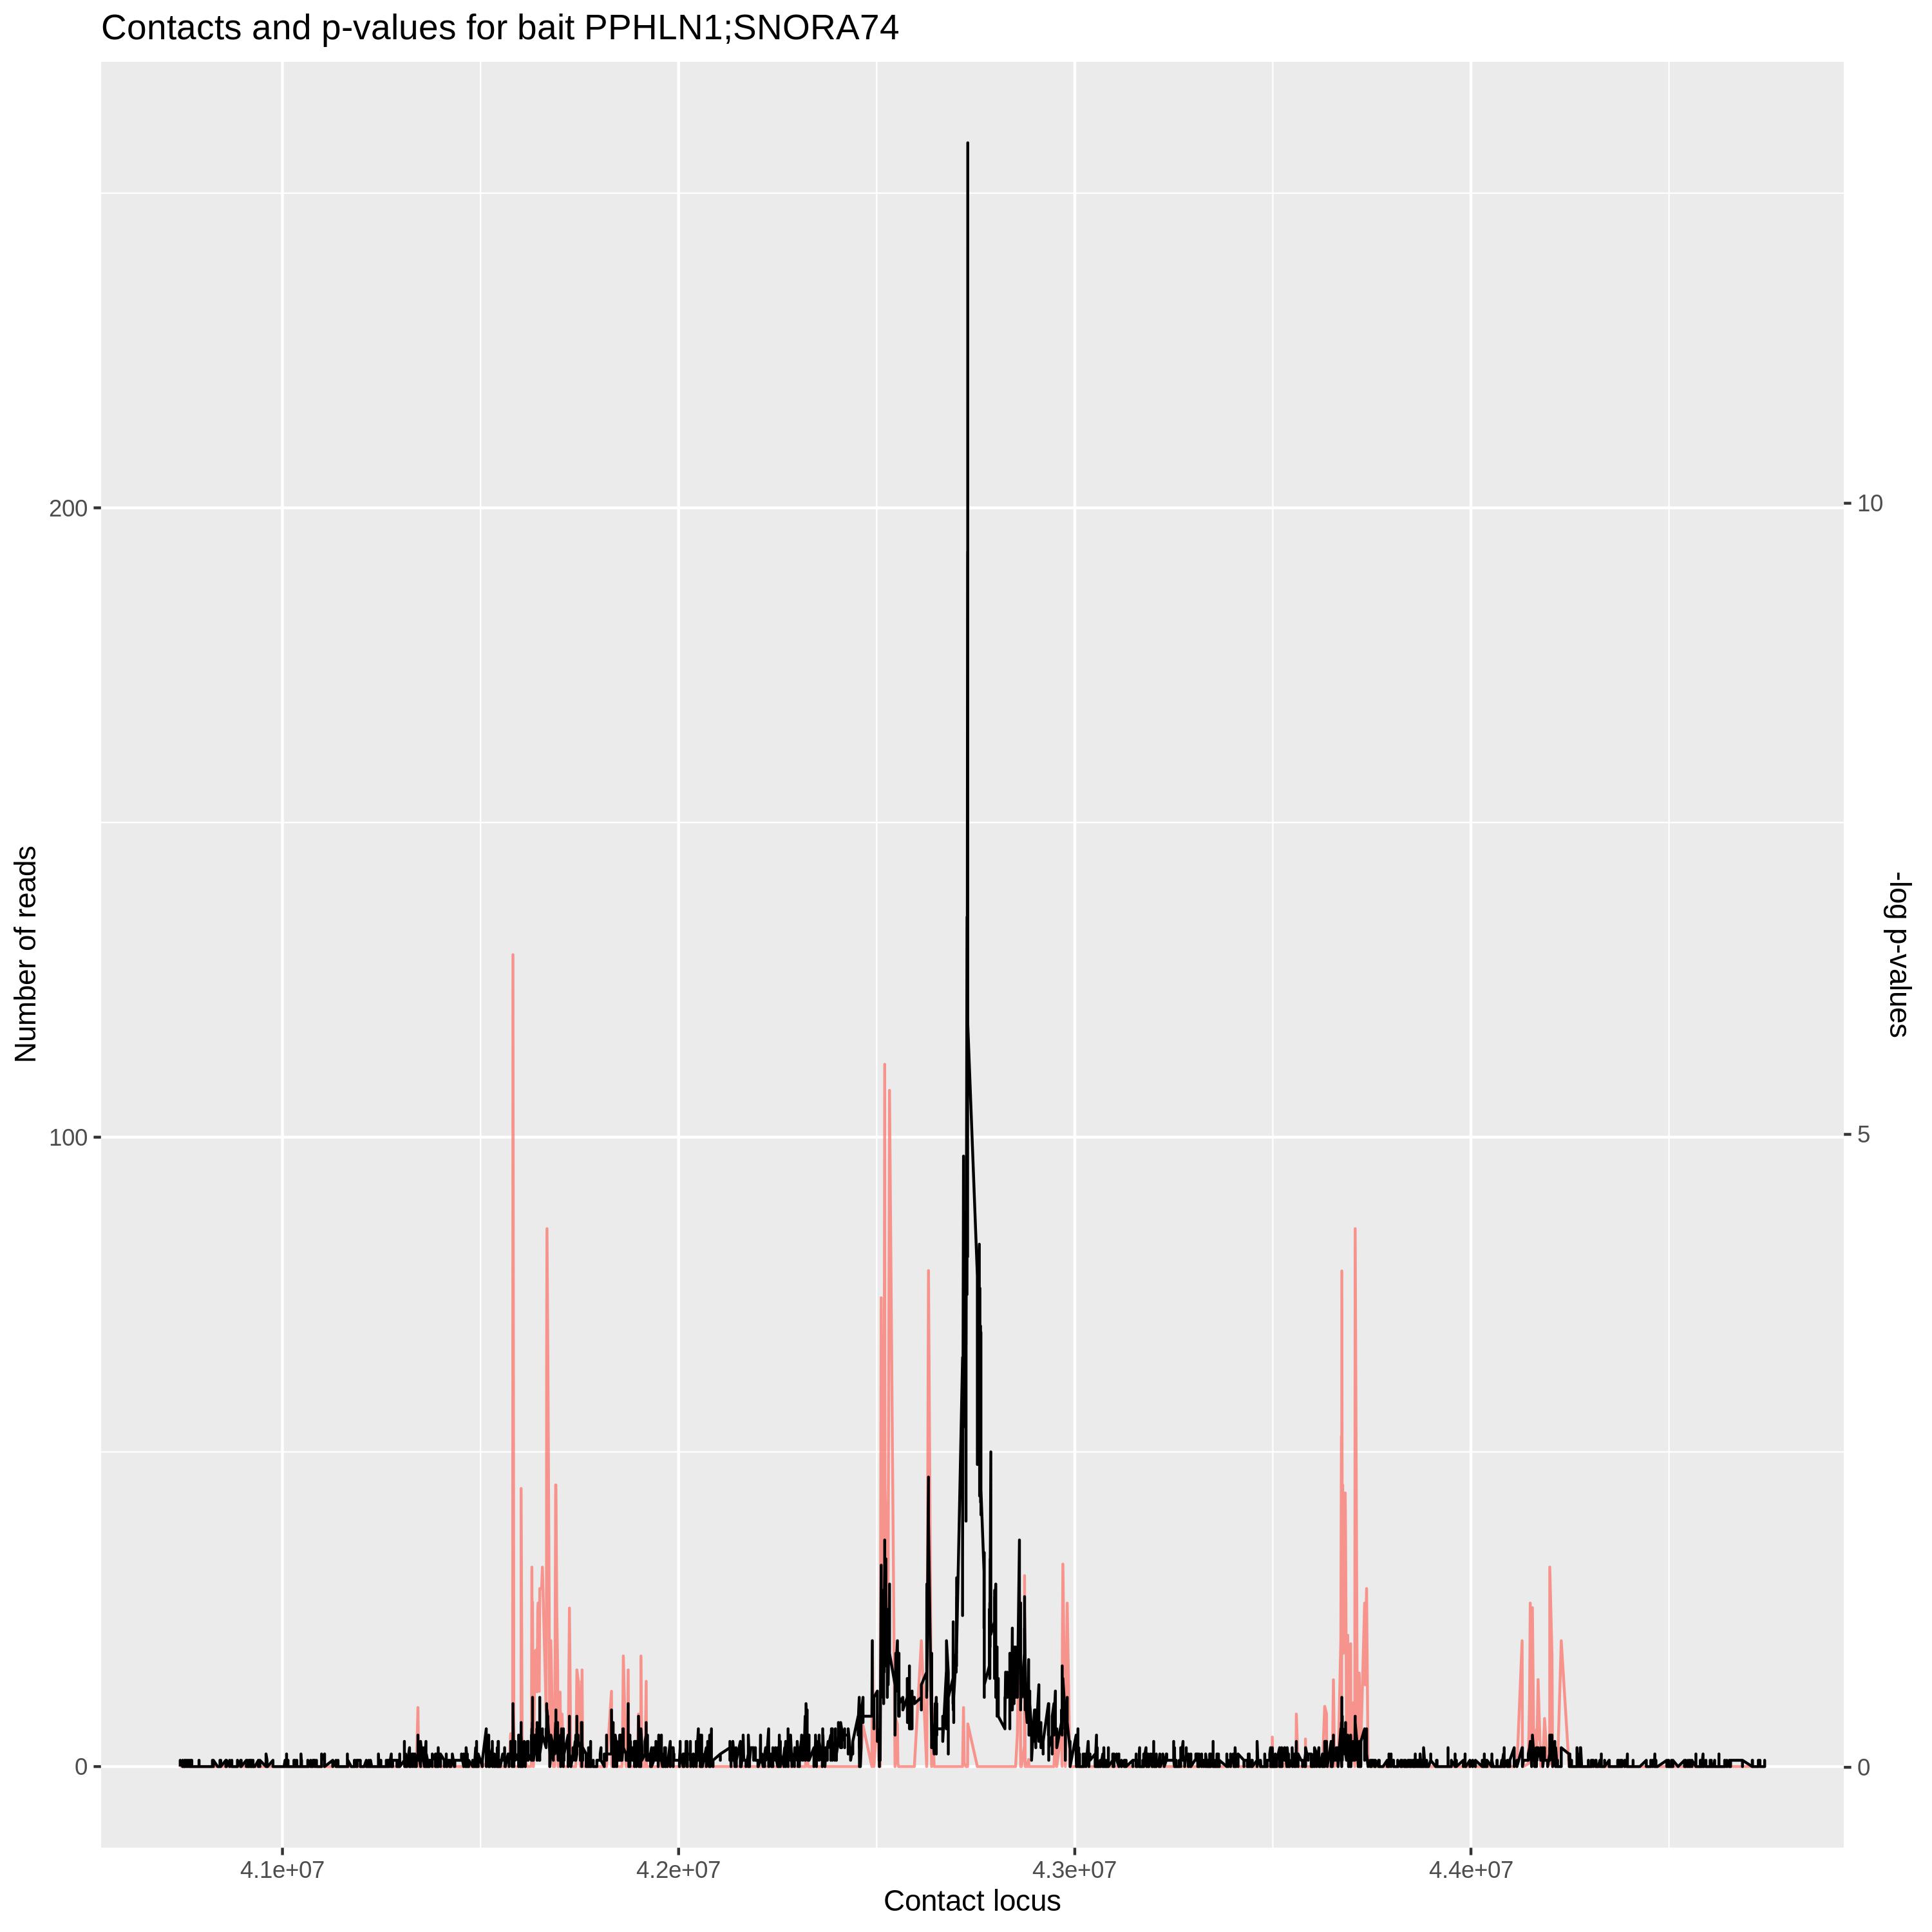 Contacts and p-values for bait PPHLN1;SNORA74
Number of reads
200
100
0
10
5
0
-log p-values
4.1e+07
4.2e+07
4.3e+07
4.4e+07
Contact locus